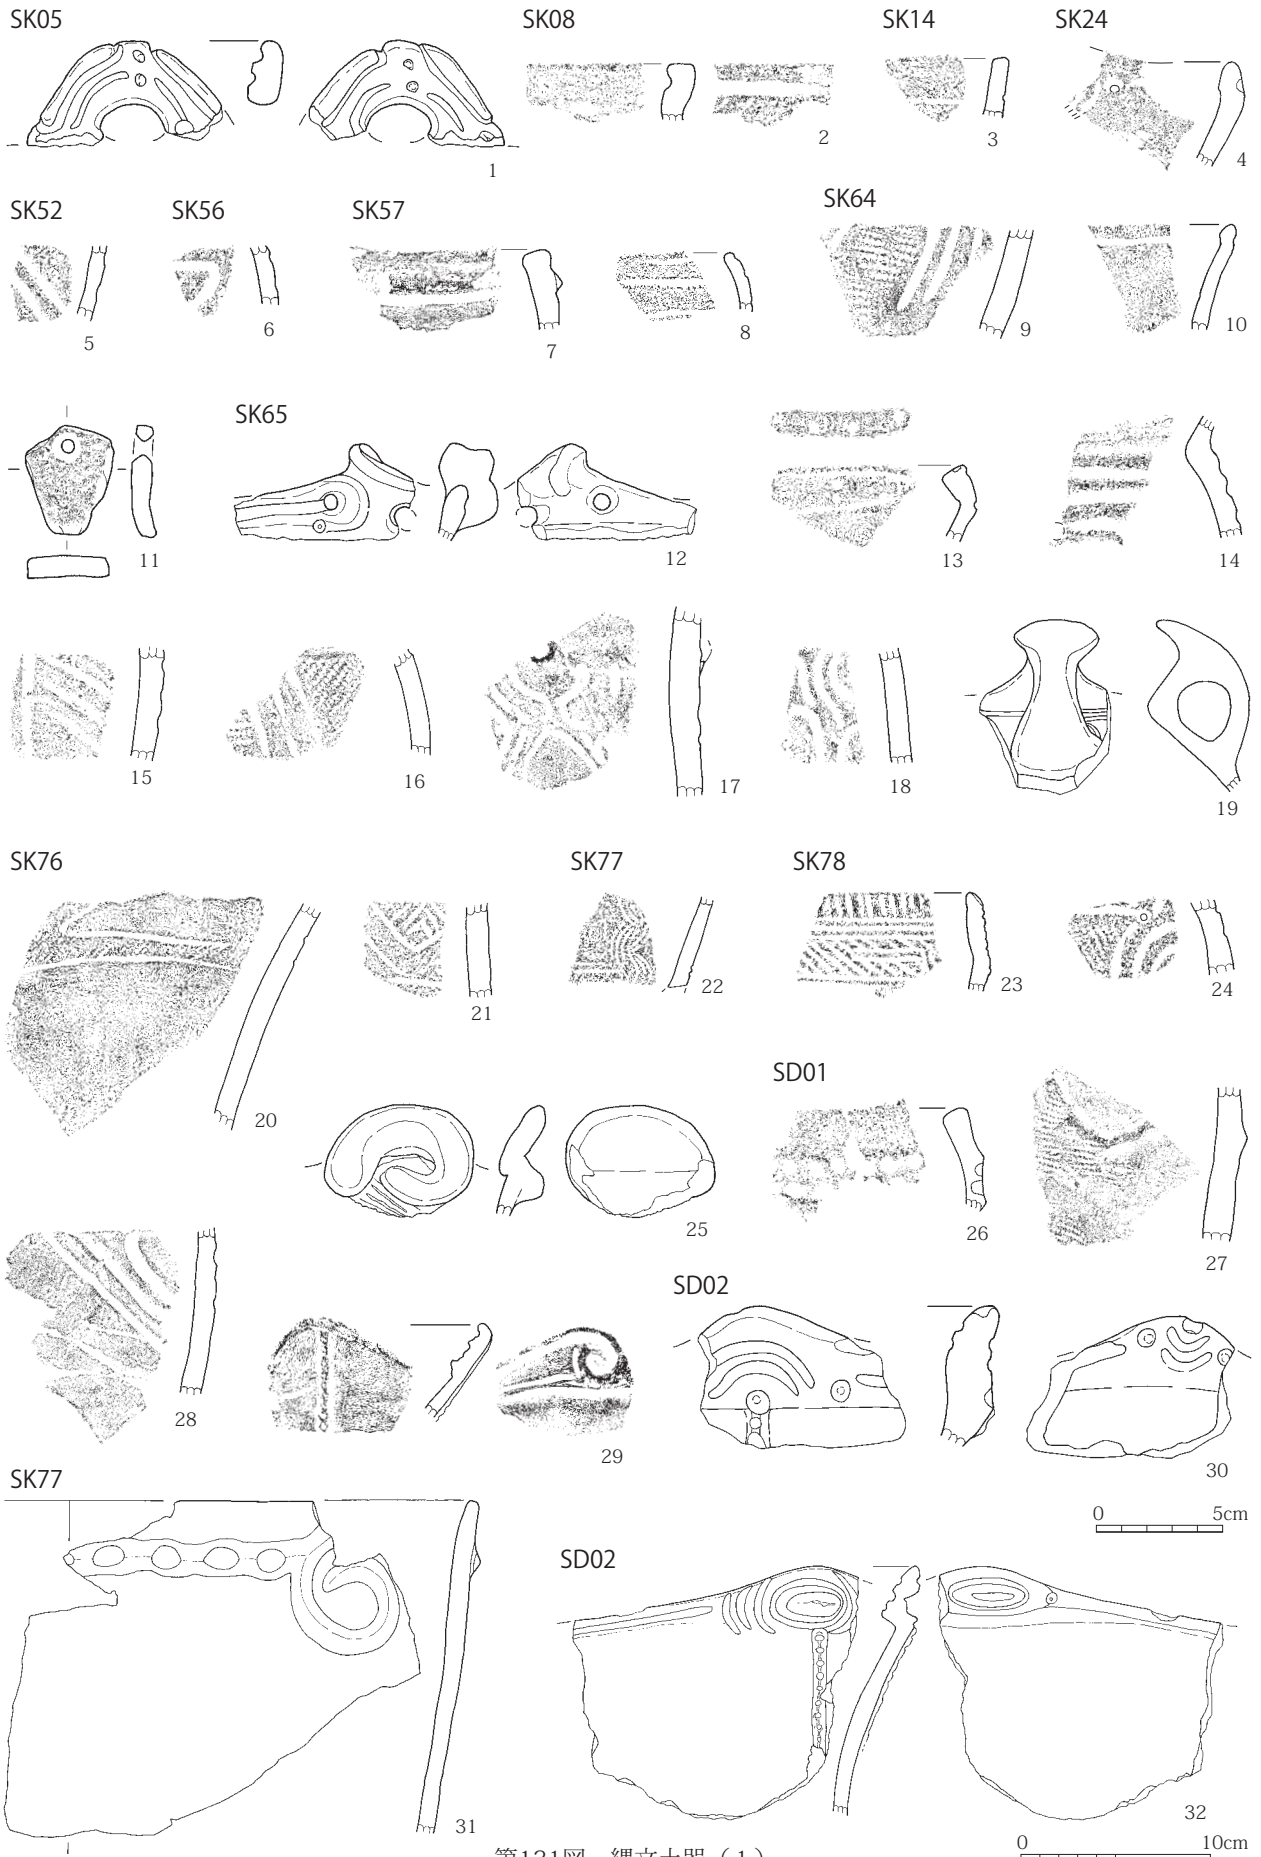 SK05 SK08 SK14 SK24
1 2 3 4
SK52 SK56 SK57 SK64
5 6 7 8 9 10
SK65
11 12 13 14
15 16 17 18 19
SK76 SK77 SK78
20 21 22 23 24
SD01
25 26 27
SD02
28 29 30
SK77
0 5cm
SD02
31 32
第131図 縄文土器（1）
0 10cm